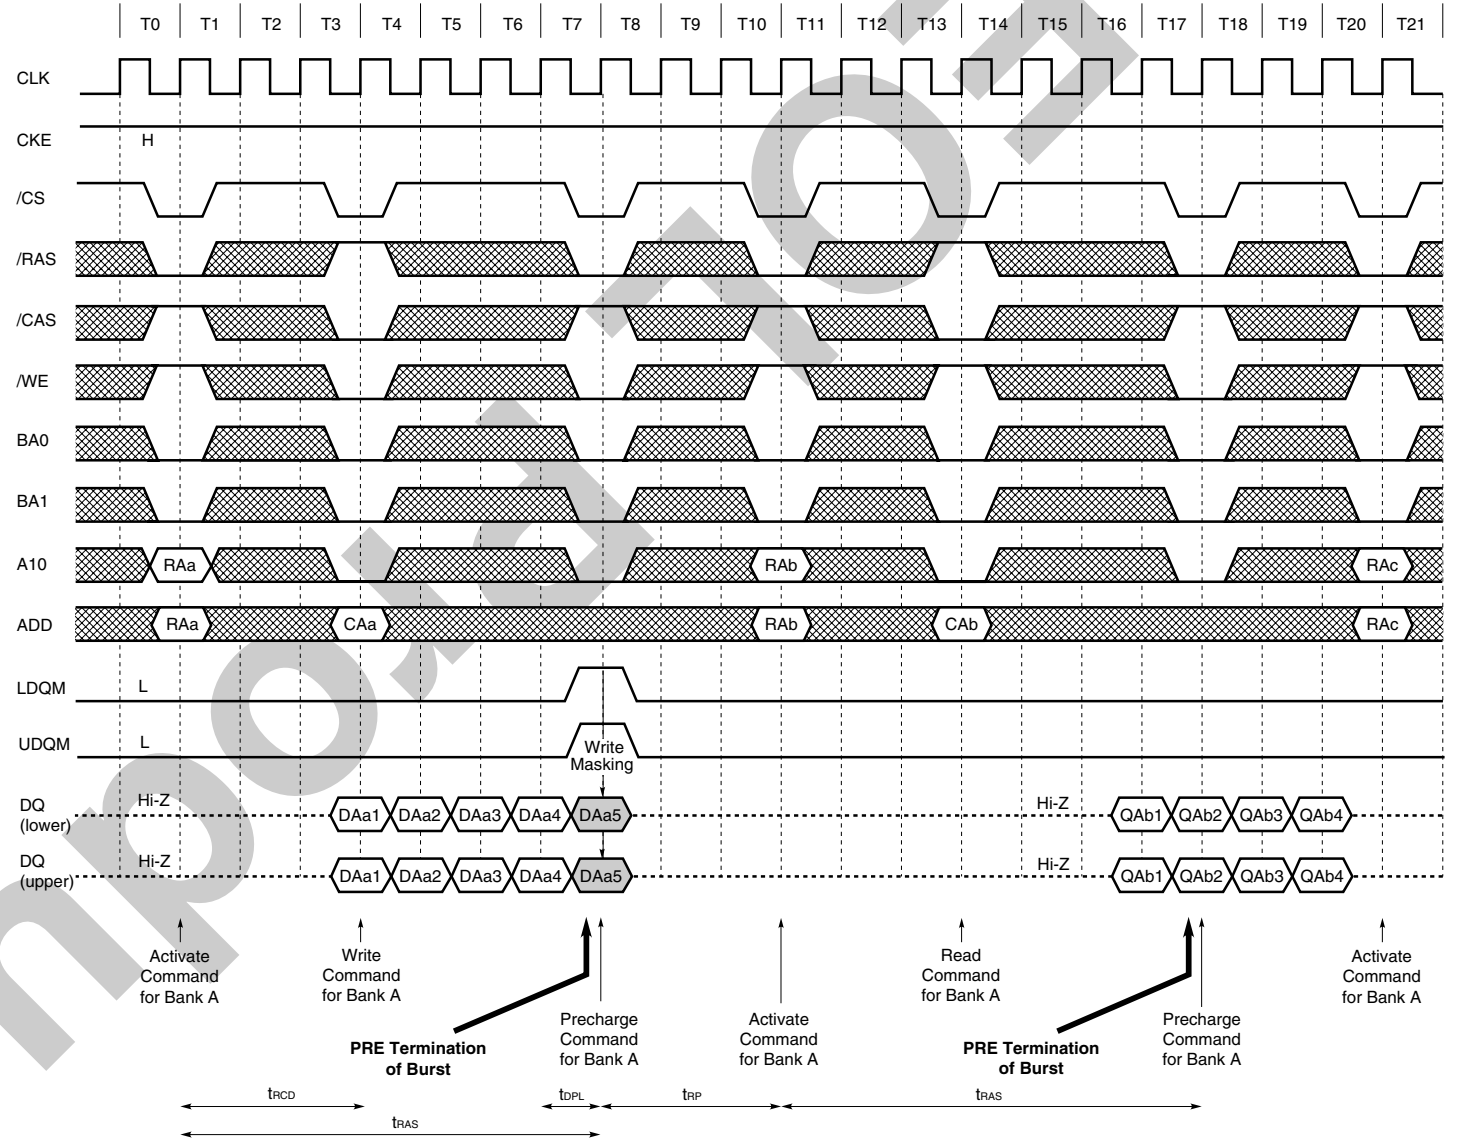 T0 T1 T2 T3 T4 T5 T6 T7 T8 T9 T10 T11 T12 T13 T14 T15 T16 T17 T18 T19 T20 T21
CLK
CKE H
/CS
/RAS
/CAS
/WE
BA0
BA1
A10 RAa RAb RAc
ADD RAa CAa RAb CAb RAc
LDQM L
UDQM L
Write
Masking
DQ
(lower)
Hi-Z DAa1 DAa2 DAa3 DAa4 DAa5 Hi-Z QAb1 QAb2 QAb3 QAb4
DQ
(upper)
Hi-Z DAa1 DAa2 DAa3 DAa4 DAa5 Hi-Z QAb1 QAb2 QAb3 QAb4
Activate
Command
for Bank A
Write
Command
for Bank A
PRE Termination
of Burst
Precharge
Command
for Bank A
Activate
Command
for Bank A
Read
Command
for Bank A
PRE Termination
of Burst
Precharge
Command
for Bank A
Activate
Command
for Bank A
tRCD tDPL tRP tRAS
tRAS
EOL Produ